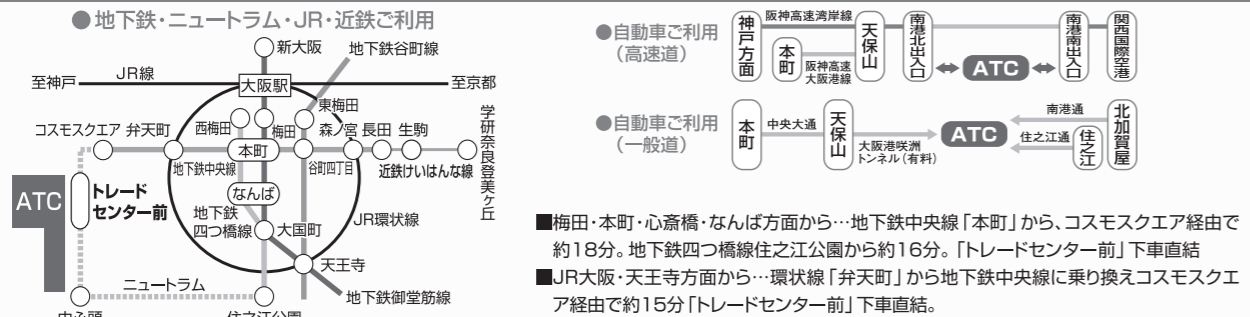 ●地下鉄・ニュートラム・JR・近鉄ご利用
新大阪
地下鉄谷町線
至神戸
JR線
大阪駅
至京都
東梅田
コスモスクエア
弁天町
西梅田
梅田
森ノ宮
長田
生駒
学研奈良登美ヶ丘
本町
地下鉄中央線
谷町四丁目
近鉄けいはんな線
ATC
トレード
センター前
なんば
地下鉄
四つ橋線
大国町
JR環状線
天王寺
ニュートラム
地下鉄御堂筋線
中ふ頭
住之江公園
●自動車ご利用
(高速道)
神戸方面
阪神高速湾岸線
本町
阪神高速
大阪港線
天保山
南港北出入口
ATC
南港南出入口
関西国際空港
●自動車ご利用
(一般道)
本町
中央大通
天保山
大阪港咲洲
トンネル(有料)
ATC
南港通
住之江通
住之江
北加賀屋
■梅田・本町・心斎橋・なんば方面から…地下鉄中央線「本町」から、コスモスクエア経由で
約18分。地下鉄四つ橋線住之江公園から約16分。「トレードセンター前」下車直結
■JR大阪・天王寺方面から…環状線「弁天町」から地下鉄中央線に乗り換えコスモスクエ
ア経由で約15分「トレードセンター前」下車直結。